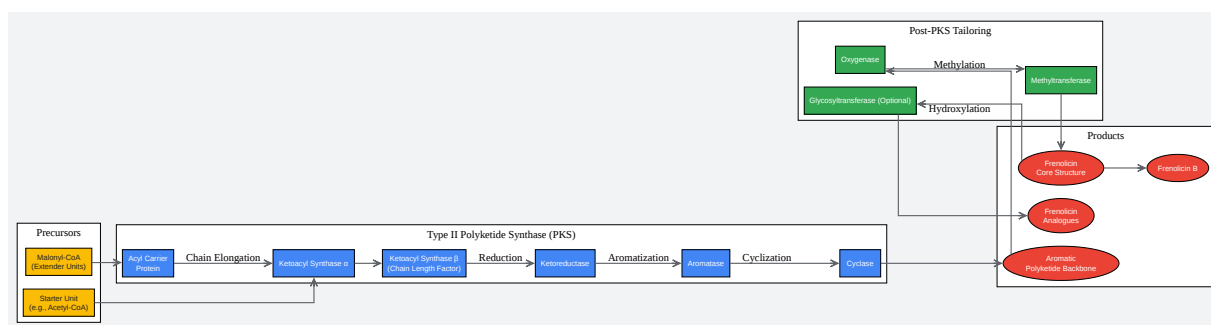 Post-PKS Tailoring
Oxygenase
Methylation
Methyltransferase
Glycosyltransferase (Optional)
Hydroxylation
Products
Frenolicin
Core Structure
Frenolicin B
Frenolicin
Analogues
Aromatic
Polyketide Backbone
Precursors
Malonyl-CoA
(Extender Units)
Starter Unit
(e.g., Acetyl-CoA)
Type II Polyketide Synthase (PKS)
Acyl Carrier
Protein
Chain Elongation
Ketoacyl Synthase α
Ketoacyl Synthase β
(Chain Length Factor)
Reduction
Ketoreductase
Aromatization
Aromatase
Cyclization
Cyclase